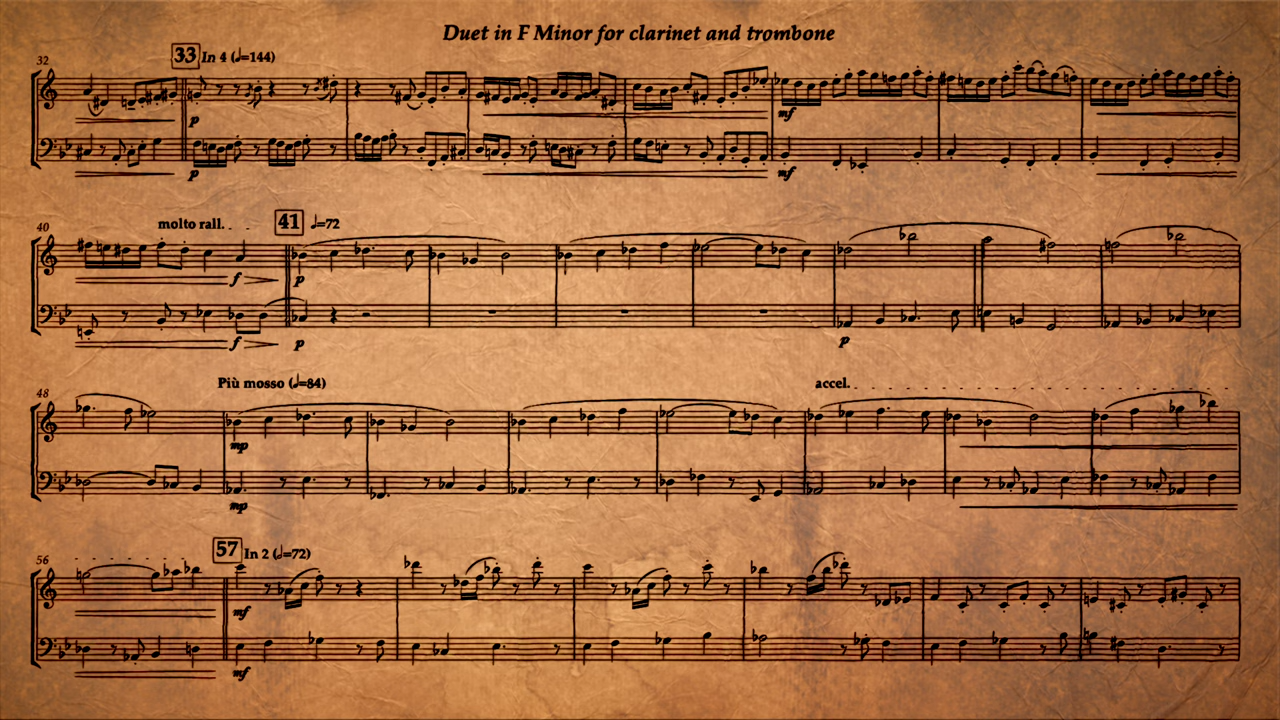 Duet in F Minor for clarinet and trombone
32
33 In 4 (♩=144)
p
mf
p
mf
40
molto rall.
41 ♩=72
f
p
f
p
p
48
Più mosso (♩=84)
accel.
mp
mp
56
57 In 2 (𝅗𝅥=72)
mf
mf